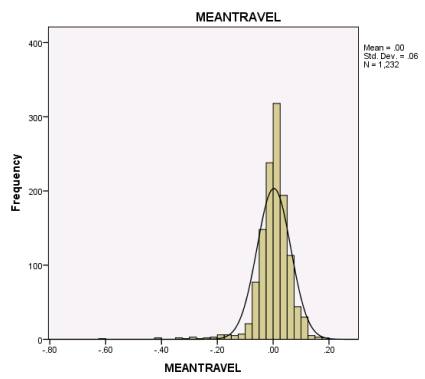 MEANTRAVEL
Mean = .00
Std. Dev. = .06
N = 1,232
400
300
200
100
0
Frequency
-.80
-.60
-.40
-.20
.00
.20
MEANTRAVEL